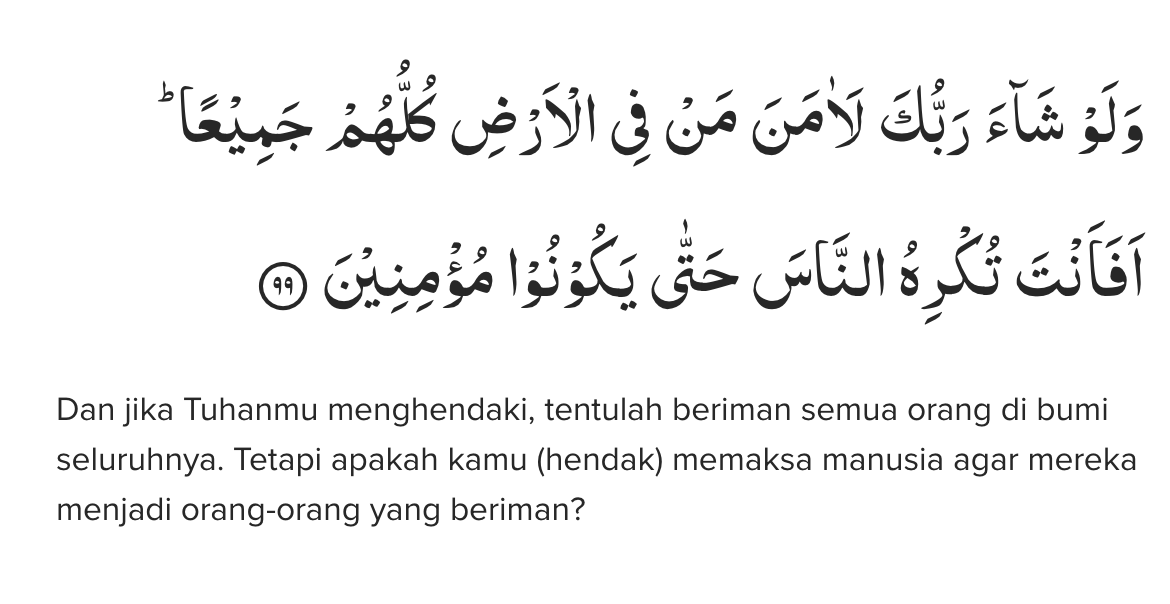 وَلَوْ شَاۤءَ رَبُّكَ لَاٰمَنَ مَنْ فِى الْاَرْضِ كُلُّهُمْ جَمِيْعًاۗ
اَفَاَنْتَ تُكْرِهُ النَّاسَ حَتّٰى يَكُوْنُوْا مُؤْمِنِيْنَ ٩٩
Dan jika Tuhanmu menghendaki, tentulah beriman semua orang di bumi
seluruhnya. Tetapi apakah kamu (hendak) memaksa manusia agar mereka
menjadi orang-orang yang beriman?